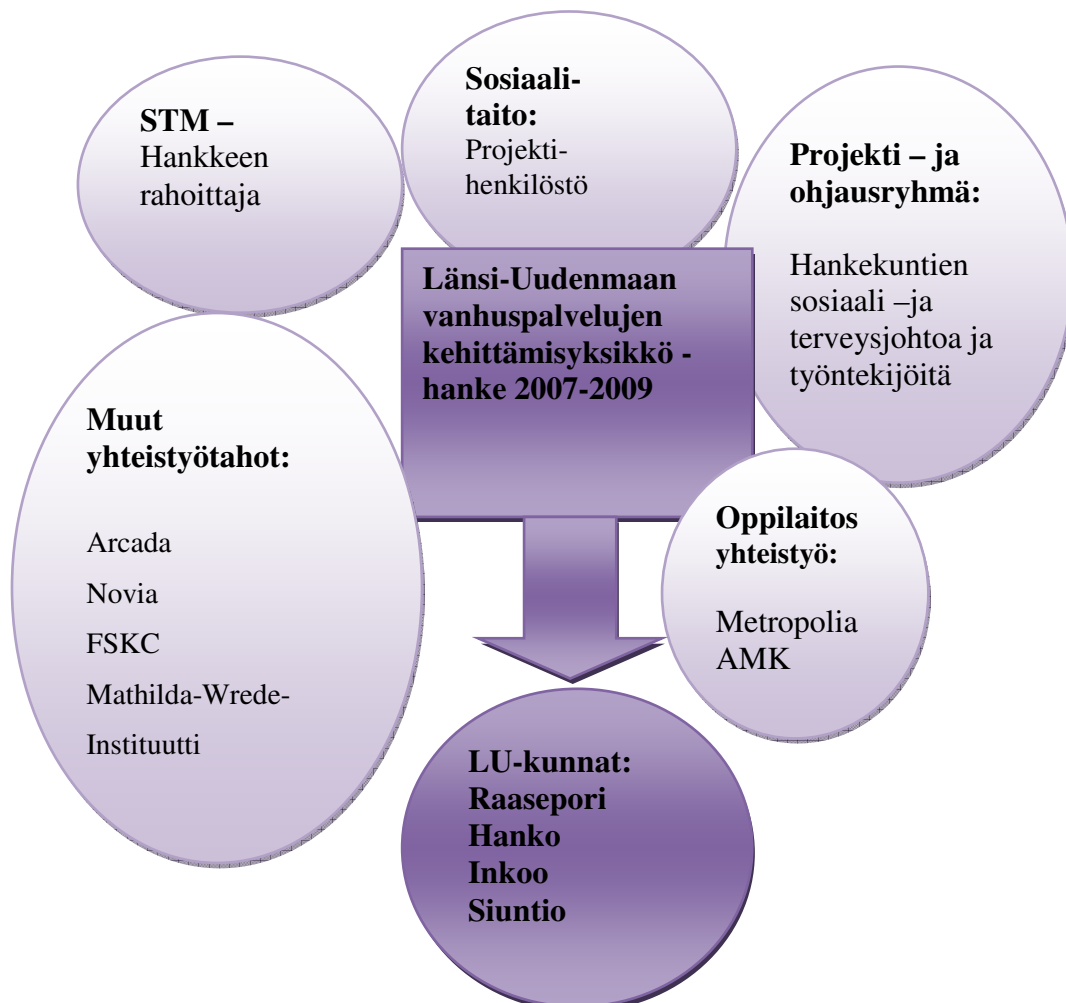 STM –
Hankkeen
rahoittaja
Sosiaali-
taito:
Projekti-
henkilöstö
Projekti – ja
ohjausryhmä:
Hankekuntien
sosiaali –ja
terveysjohtoa ja
työntekijöitä
Länsi-Uudenmaan
vanhuspalvelujen
kehittämisyksikkö -
hanke 2007-2009
Muut
yhteistyötahot:
Arcada
Novia
FSKC
Mathilda-Wrede-
Instituutti
Oppilaitos
yhteistyö:
Metropolia
AMK
LU-kunnat:
Raasepori
Hanko
Inkoo
Siuntio